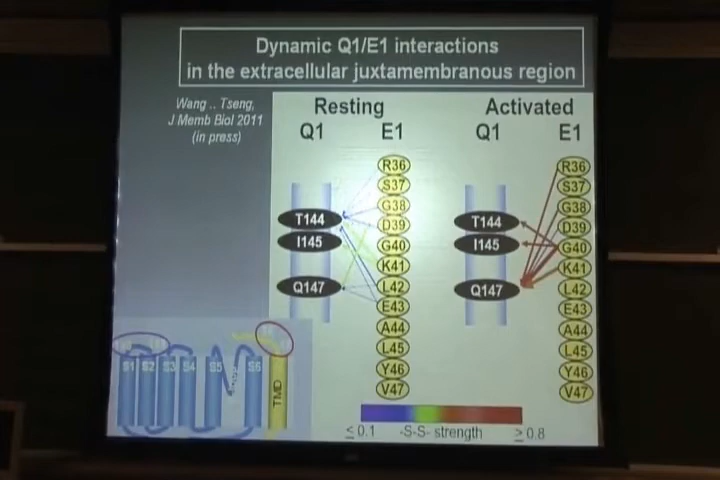 Dynamic Q1/E1 interactions
in the extracellular juxtamembranous region
Wang .. Tseng,
J Memb Biol 2011
(in press)
Resting
Q1 E1
R36
S37
G38
D39
G40
K41
L42
E43
A44
L45
Y46
V47
T144
I145
Q147
Activated
Q1 E1
R36
S37
G38
D39
G40
K41
L42
E43
A44
L45
Y46
V47
T144
I145
Q147
S1 S2 S3 S4 S5 S6
TMD
≤ 0.1 -S-S- strength ≥ 0.8